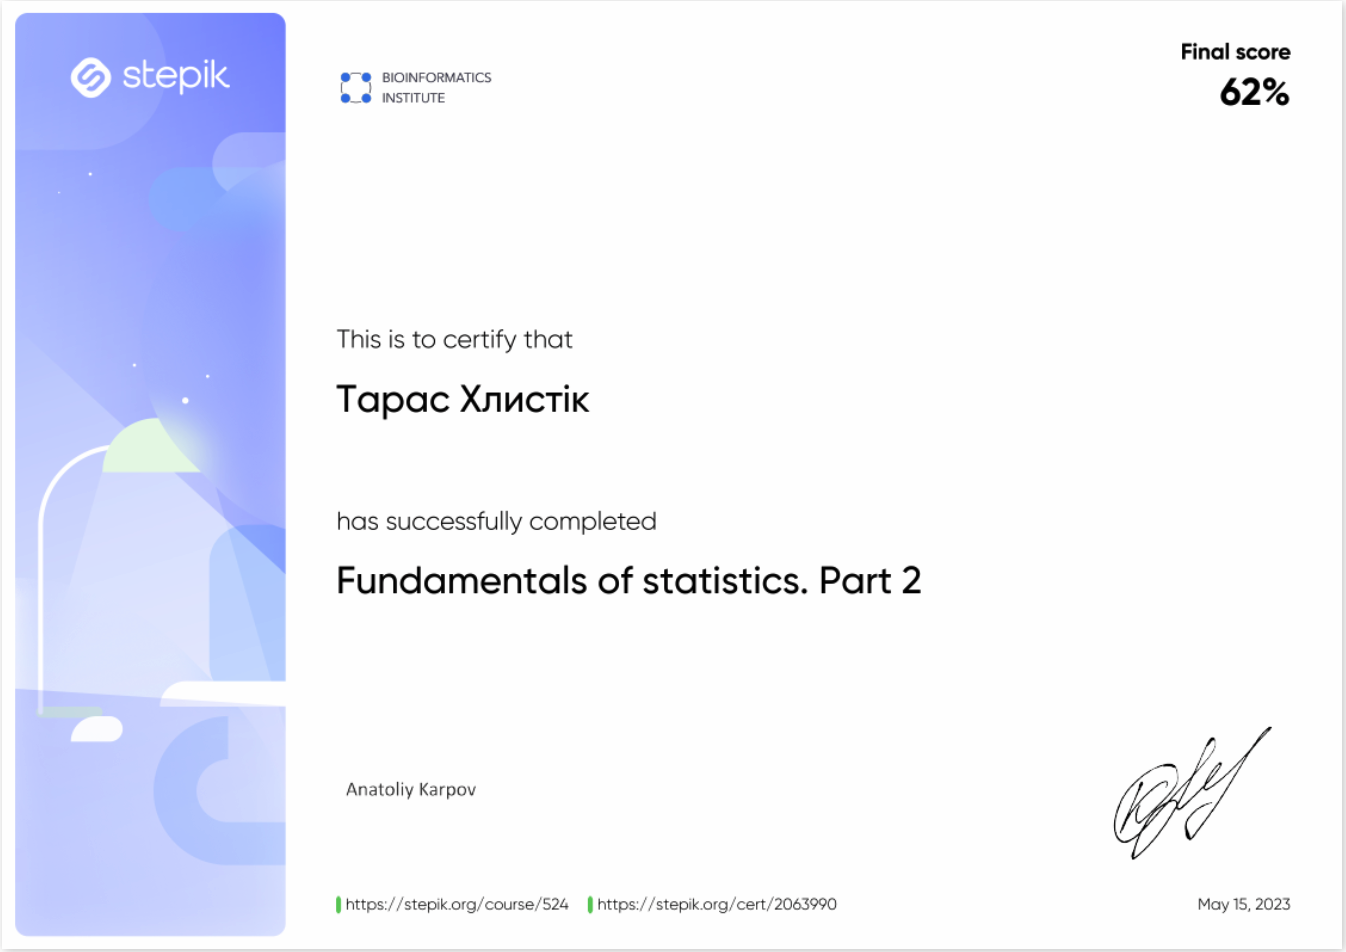 stepik
BIOINFORMATICS
INSTITUTE
Final score
62%
This is to certify that
Тарас Хлистік
has successfully completed
Fundamentals of statistics. Part 2
Anatoliy Karpov
https://stepik.org/course/524 https://stepik.org/cert/2063990
May 15, 2023